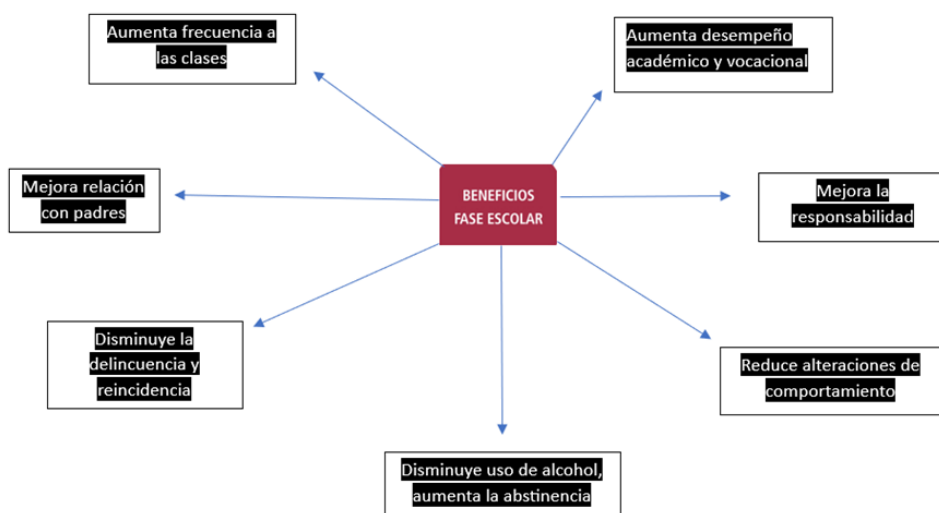 Aumenta frecuencia a
las clases
Aumenta desempeño
académico y vocacional
Mejora relación
con padres
BENEFICIOS
FASE ESCOLAR
Mejora la
responsabilidad
Disminuye la
delincuencia y
reincidencia
Reduce alteraciones de
comportamiento
Disminuye uso de alcohol,
aumenta la abstinencia